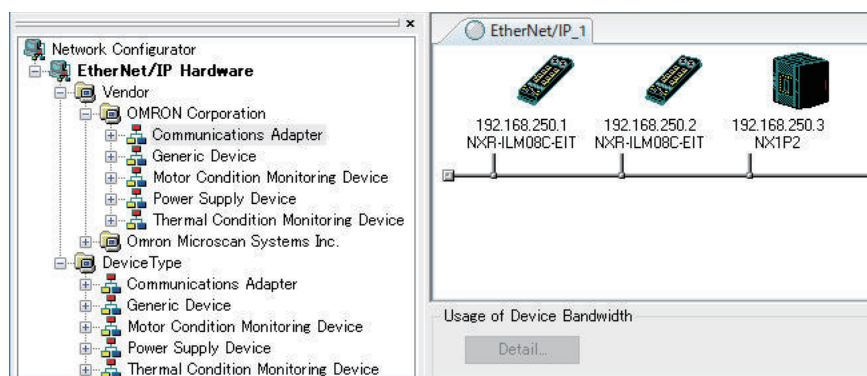 Network Configurator
EtherNet/IP Hardware
Vendor
OMRON Corporation
Communications Adapter
Generic Device
Motor Condition Monitoring Device
Power Supply Device
Thermal Condition Monitoring Device
Omron Microscan Systems Inc.
DeviceType
Communications Adapter
Generic Device
Motor Condition Monitoring Device
Power Supply Device
Thermal Condition Monitoring Device
EtherNet/IP_1
192.168.250.1 192.168.250.2 192.168.250.3
NXR-ILM08C-EIT NXR-ILM08C-EIT NX1P2
Usage of Device Bandwidth
Detail...